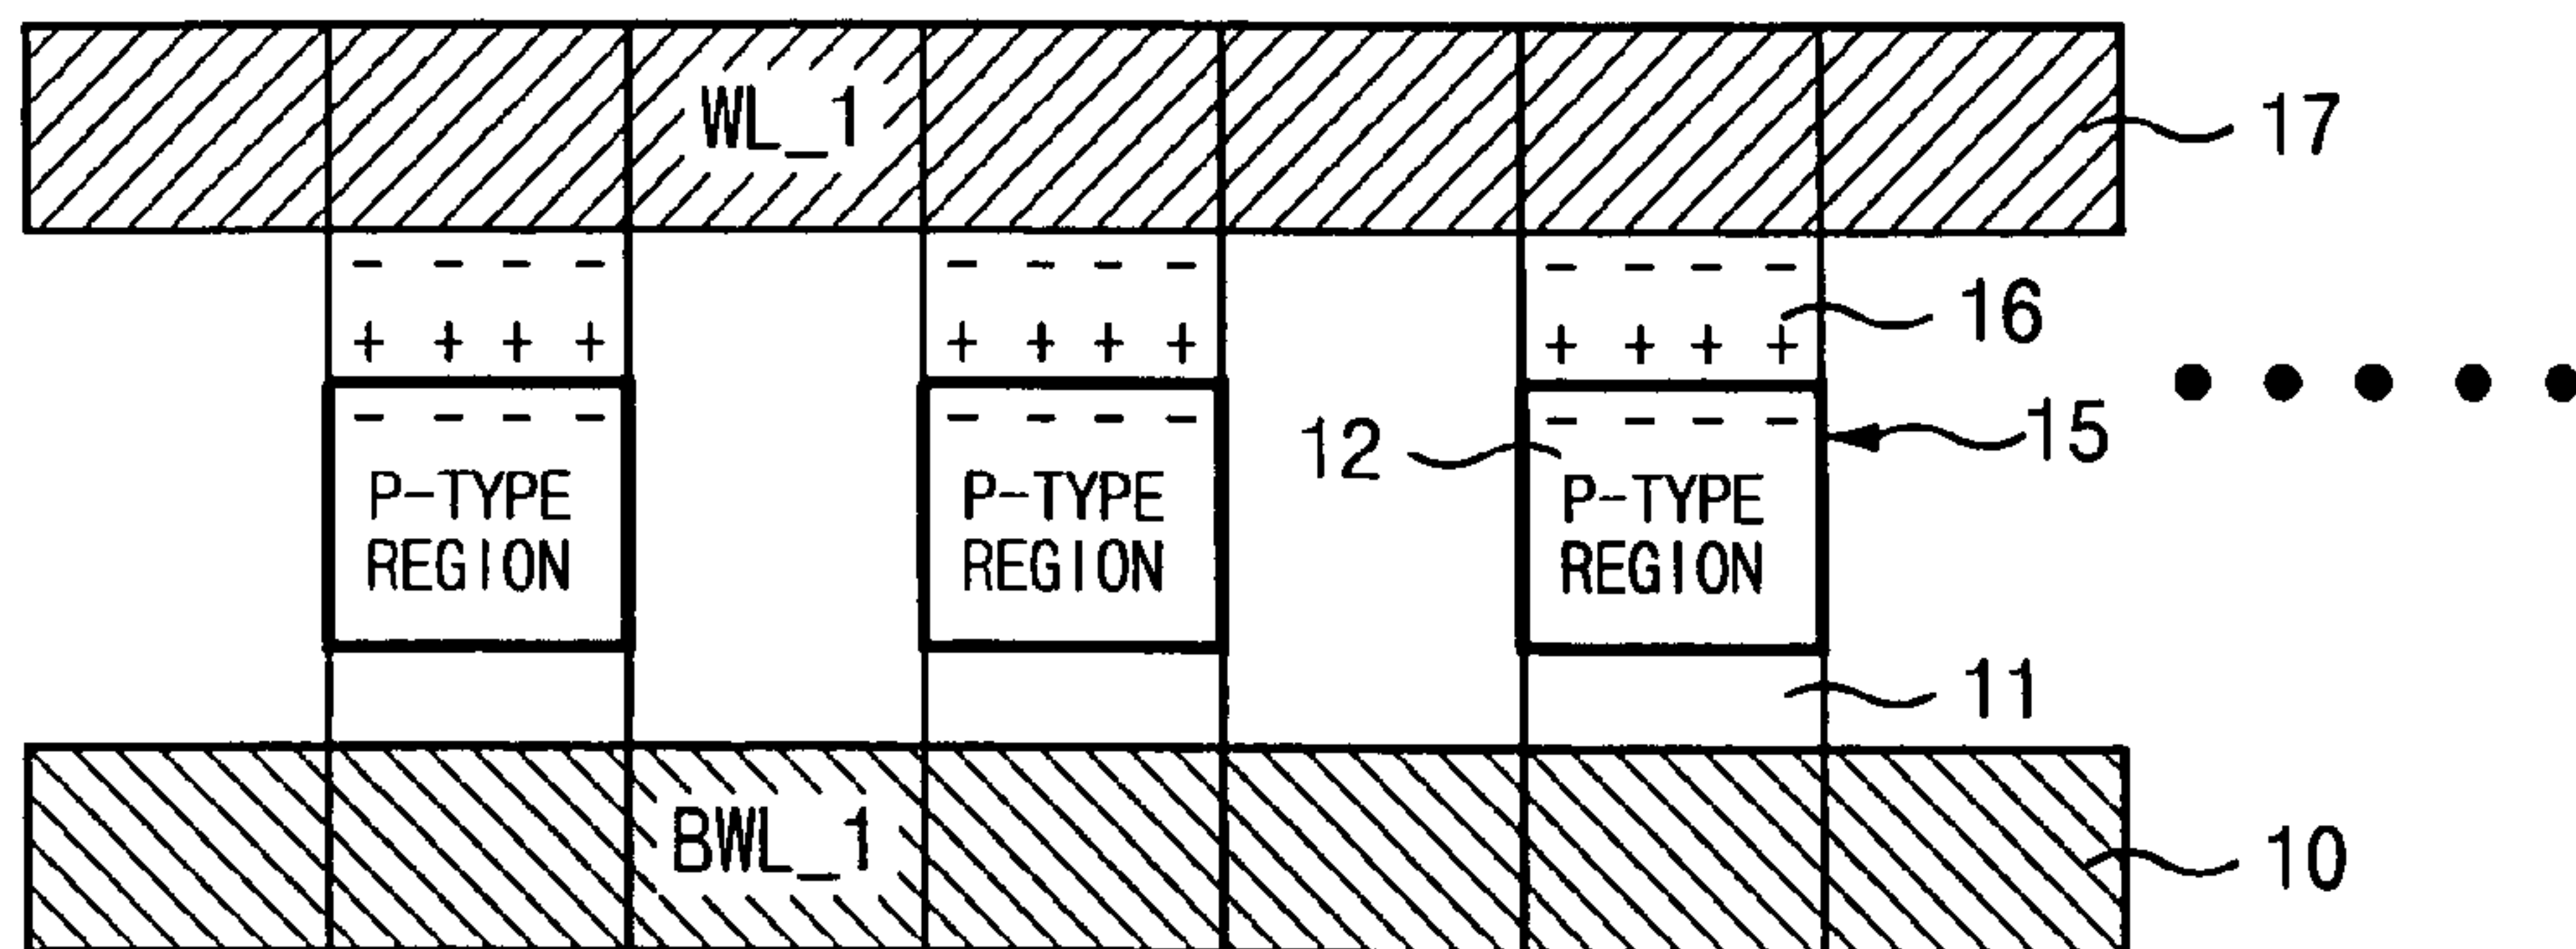 WL_1
17
- - - -
- - - -
- - - -
+ + + +
+ + + +
+ + + +
16
- - - -
- - - -
- - - -
15
12
P-TYPE
REGION
P-TYPE
REGION
P-TYPE
REGION
11
BWL_1
10